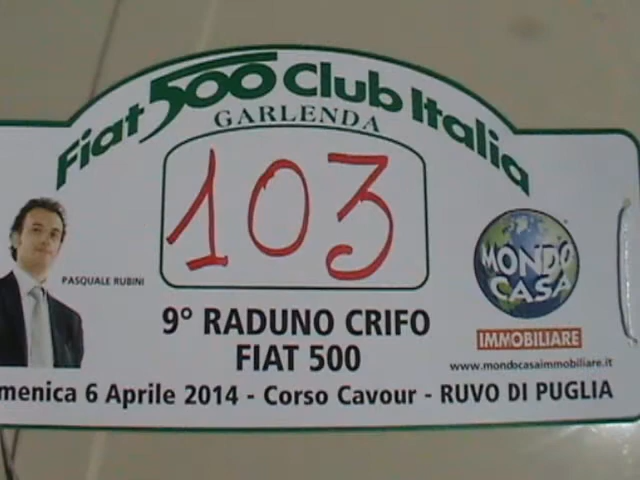 Fiat 500 Club Italia
GARLENDA
103
PASQUALE RUBINI
MONDO
CASA
IMMOBILIARE
www.mondocasaimmobiliare.it
9° RADUNO CRIFO
FIAT 500
menica 6 Aprile 2014 - Corso Cavour - RUVO DI PUGLIA